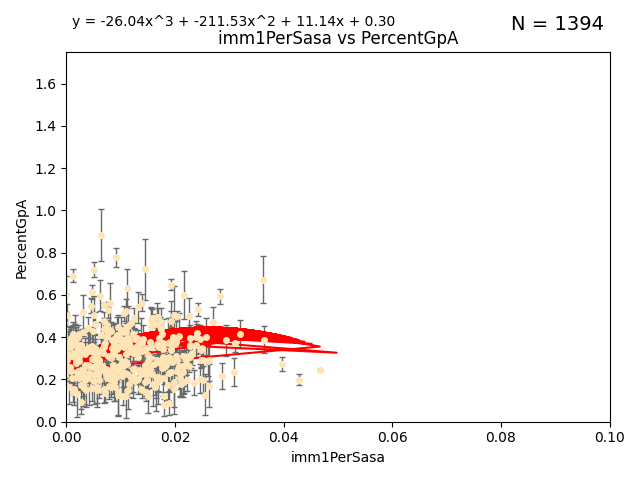 y = -26.04x^3 + -211.53x^2 + 11.14x + 0.30
N = 1394
imm1PerSasa vs PercentGpA
PercentGpA
1.6
1.4
1.2
1.0
0.8
0.6
0.4
0.2
0.0
0.00 0.02 0.04 0.06 0.08 0.10
imm1PerSasa